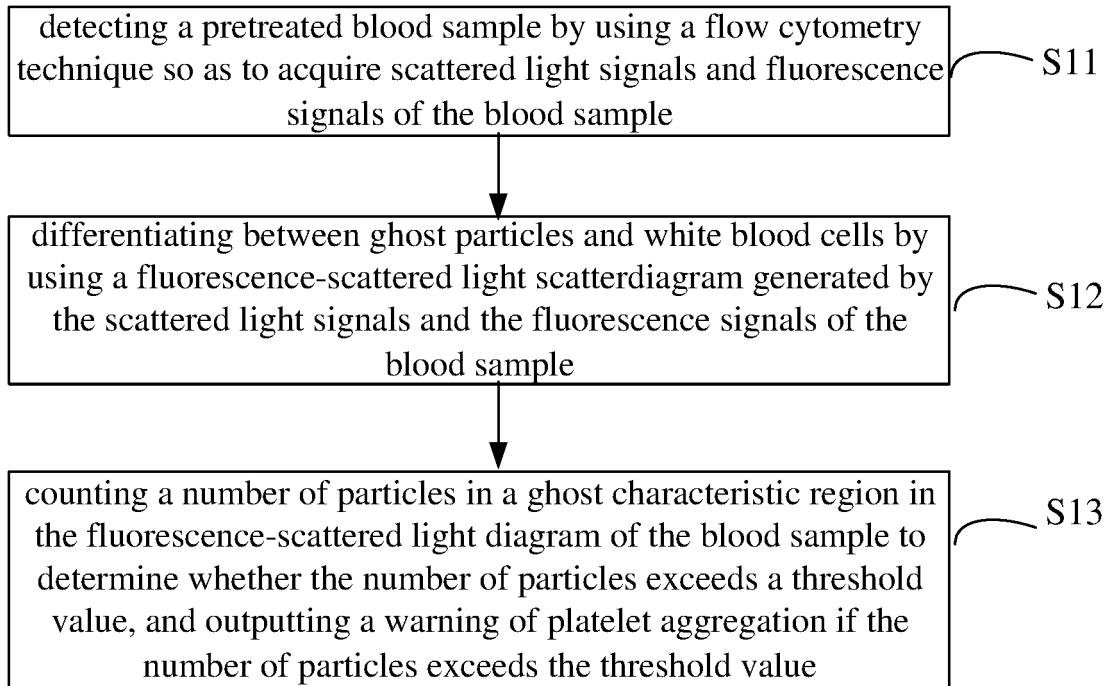 detecting a pretreated blood sample by using a flow cytometry
technique so as to acquire scattered light signals and fluorescence
signals of the blood sample
S11
differentiating between ghost particles and white blood cells by
using a fluorescence-scattered light scatterdiagram generated by
the scattered light signals and the fluorescence signals of the
blood sample
S12
counting a number of particles in a ghost characteristic region in
the fluorescence-scattered light diagram of the blood sample to
determine whether the number of particles exceeds a threshold
value, and outputting a warning of platelet aggregation if the
number of particles exceeds the threshold value
S13